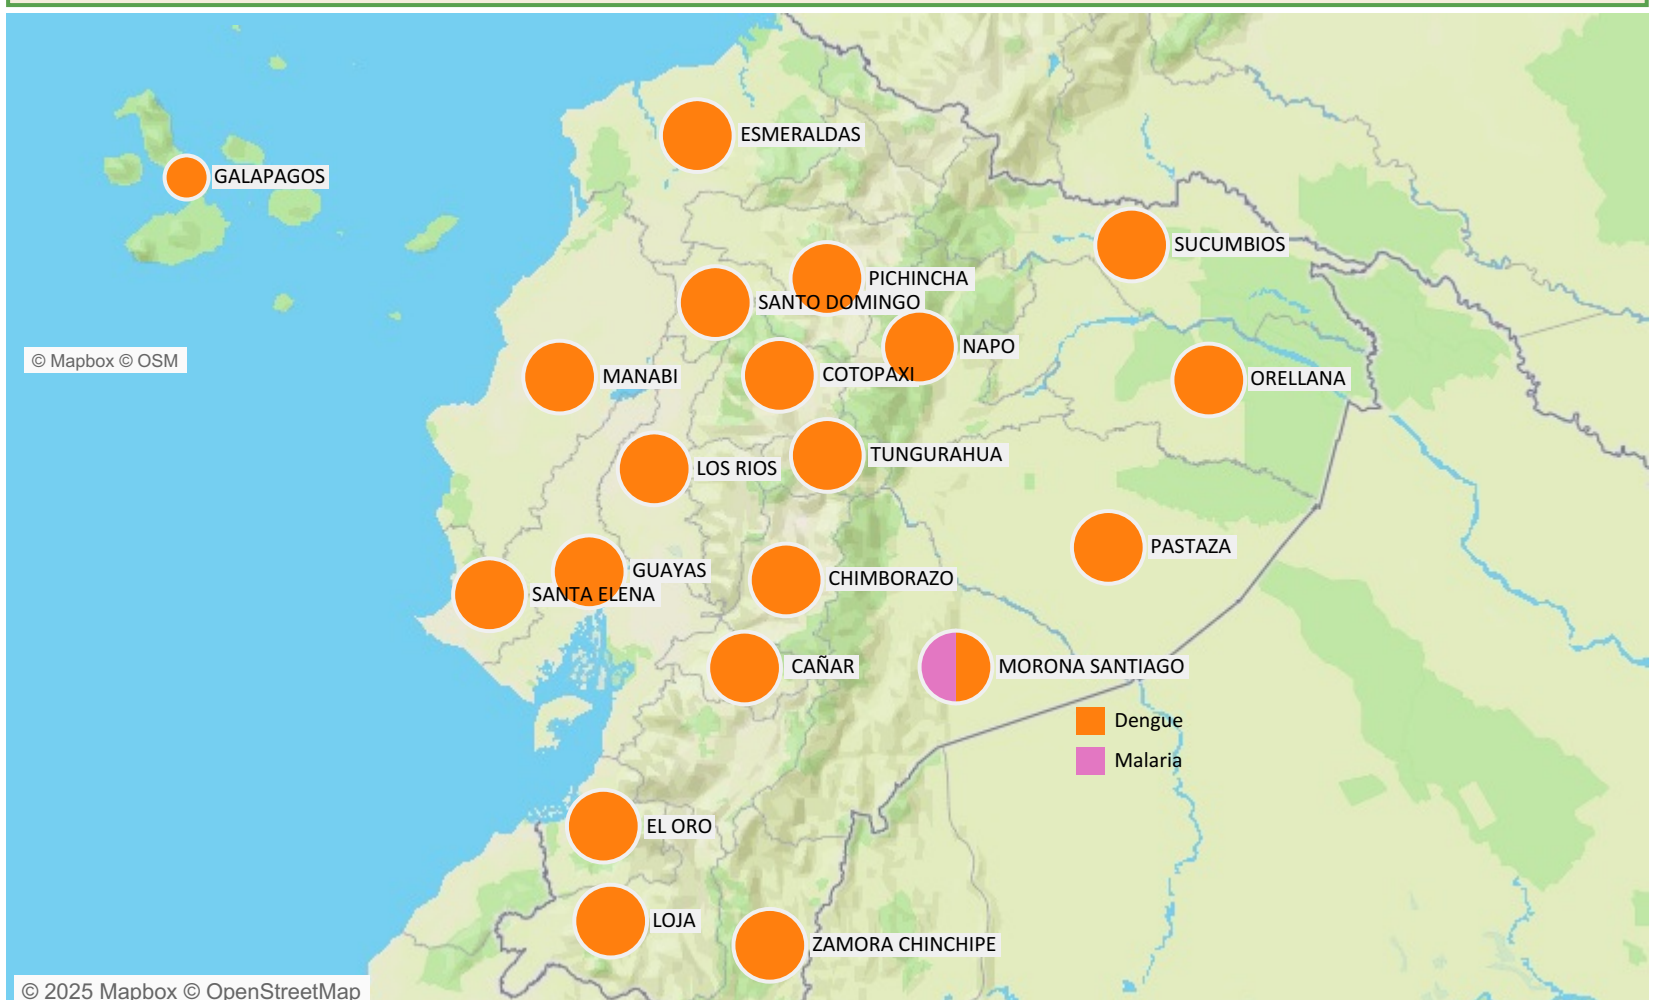 ESMERALDAS
GALAPAGOS
SUCUMBIOS
PICHINCHA
SANTO DOMINGO
NAPO
© Mapbox © OSM
MANABI
COTOPAXI
ORELLANA
TUNGURAHUA
LOS RIOS
PASTAZA
GUAYAS
CHIMBORAZO
SANTA ELENA
CAÑAR
MORONA SANTIAGO
Dengue
Malaria
EL ORO
LOJA
ZAMORA CHINCHIPE
© 2025 Mapbox © OpenStreetMap